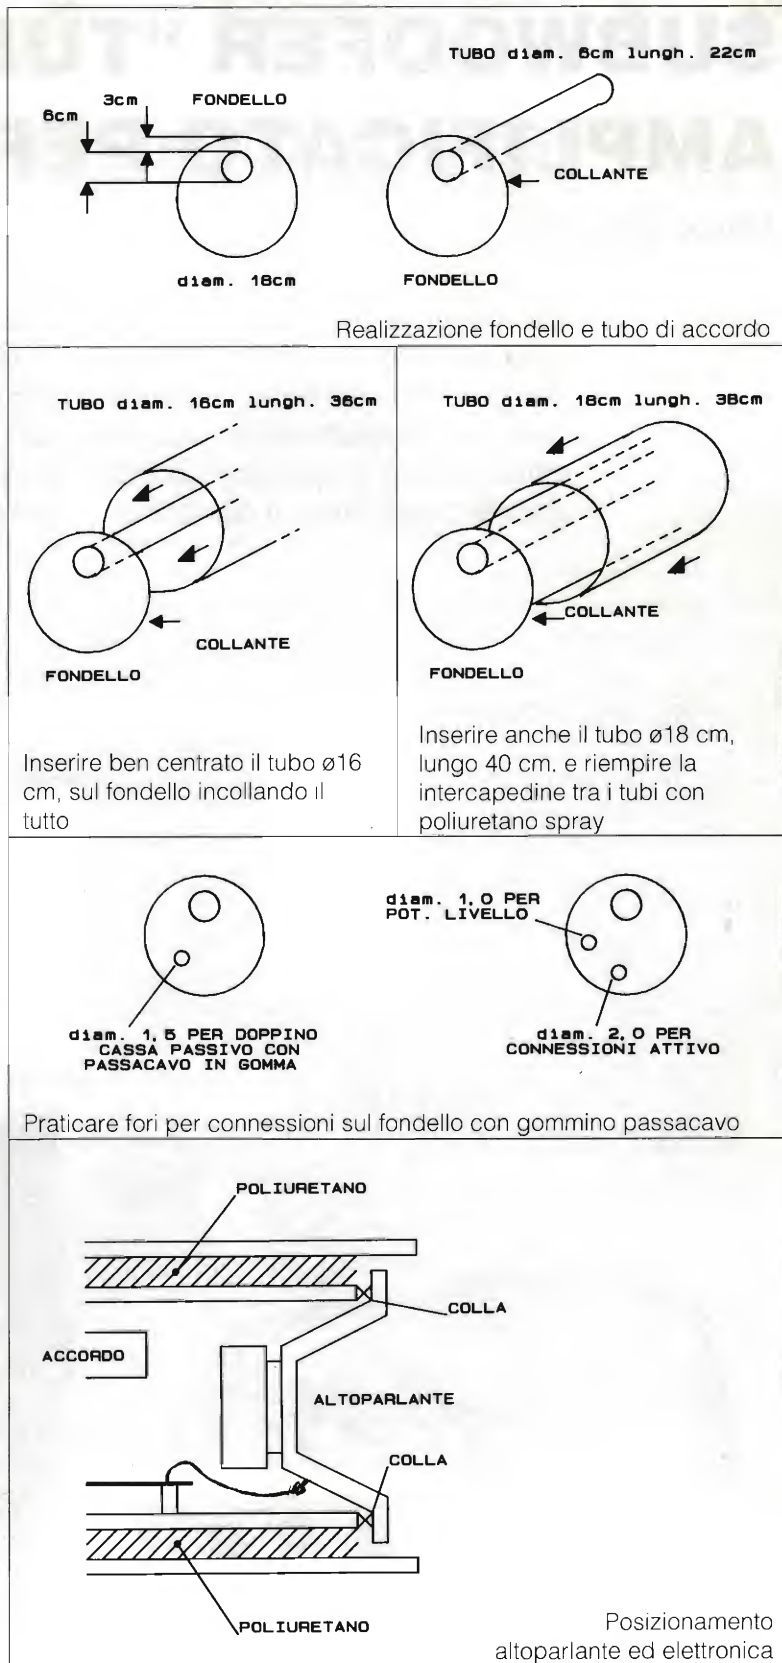 TUBO diam. 6cm lungh. 22cm
3cm
FONDELLO
6cm
COLLANTE
diam. 18cm
FONDELLO
Realizzazione fondello e tubo di accordo
TUBO diam. 16cm lungh. 36cm
COLLANTE
FONDELLO
Inserire ben centrato il tubo ø16
cm, sul fondello incollando il
tutto
TUBO diam. 18cm lungh. 38cm
COLLANTE
FONDELLO
Inserire anche il tubo ø18 cm,
lungo 40 cm. e riempire la
intercapedine tra i tubi con
poliuretano spray
diam. 1,5 PER DOPPINO
CASSA PASSIVO CON
PASSACAVO IN GOMMA
diam. 1,0 PER
POT. LIVELLO
diam. 2,0 PER
CONNESSIONI ATTIVO
Praticare fori per connessioni sul fondello con gommino passacavo
POLIURETANO
COLLA
ACCORDO
ALTOPARLANTE
COLLA
POLIURETANO
Posizionamento
altoparlante ed elettronica